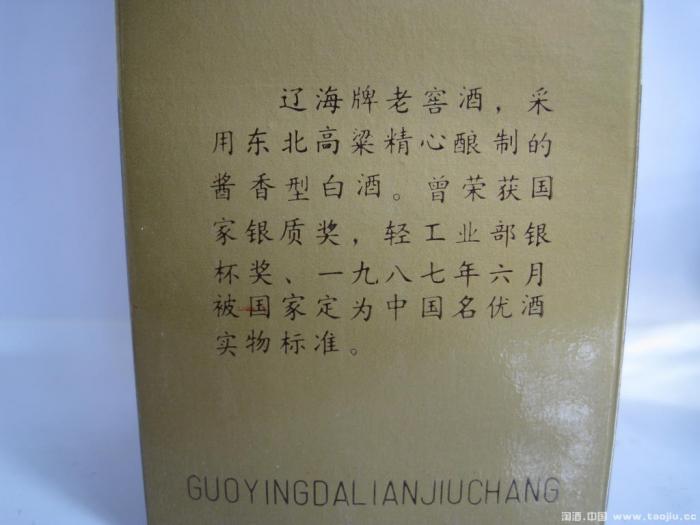 辽海牌老窖酒，采
用东北高粱精心酿制的
酱香型白酒。曾荣获国
家银质奖，轻工业部银
杯奖、一九八七年六月
被国家定为中国名优酒
实物标准。
GUOYINGDALIANJIUCHANG
淘酒.中国 www.taojiu.cc